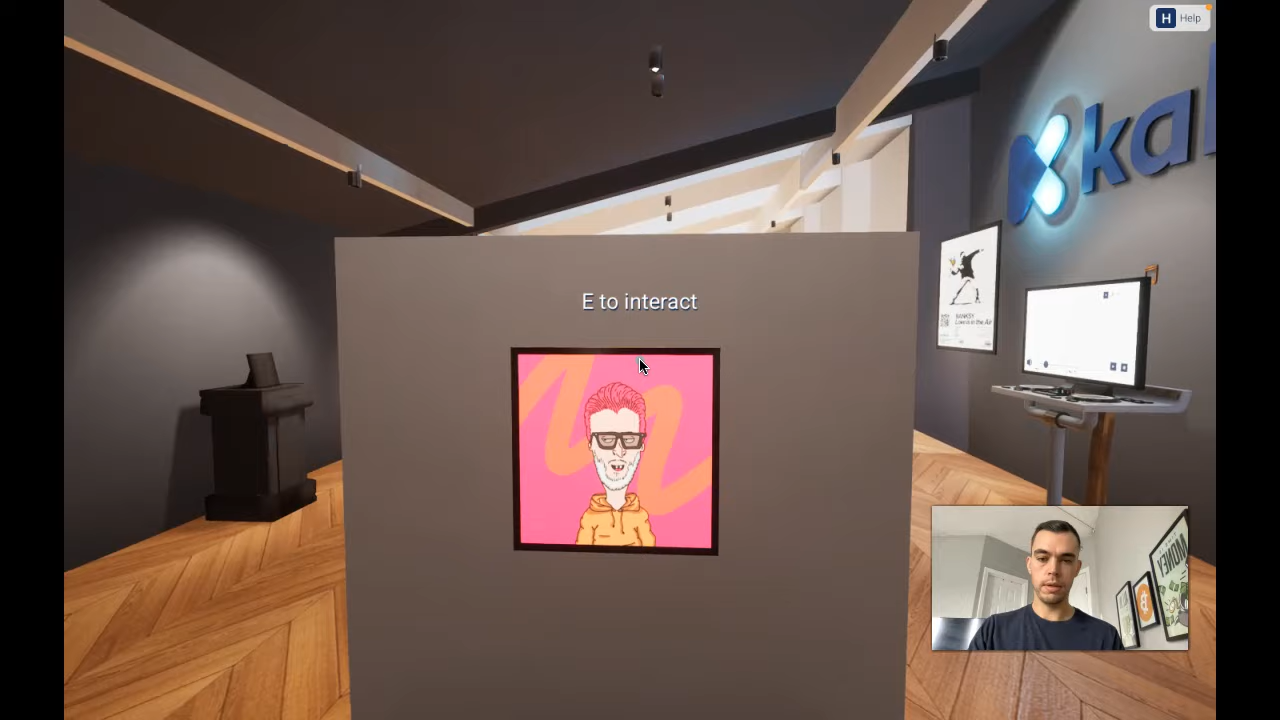 H Help
kal
E to interact
BANKSY
Love is in the Air
MONEY